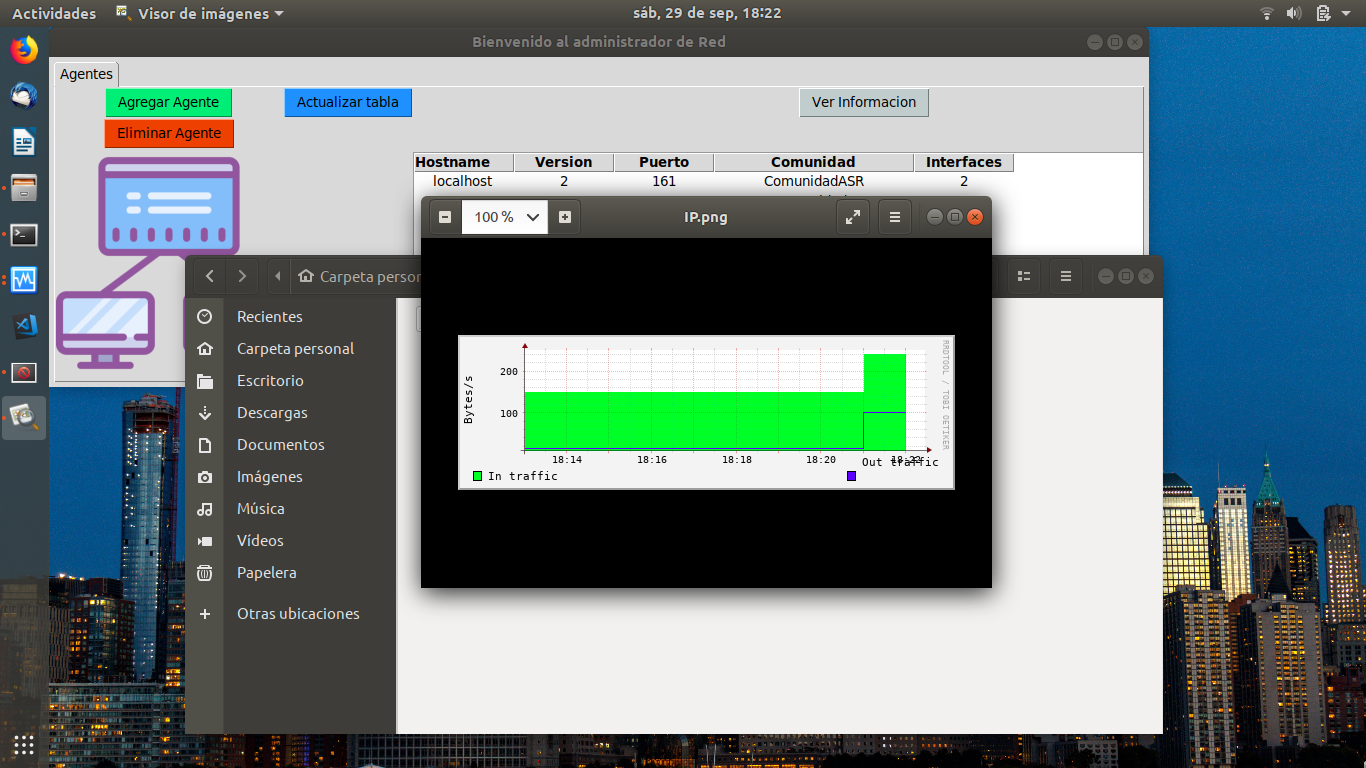 Actividades Visor de imágenes sáb, 29 de sep, 18:22
Bienvenido al administrador de Red
Agentes
Agregar Agente Actualizar tabla Ver Informacion
Eliminar Agente
Hostname Version Puerto Comunidad Interfaces
localhost 2 161 ComunidadASR 2
100 % IP.png
Carpeta person
Recientes
Carpeta personal
Escritorio
Descargas
Documentos
Imágenes
Música
Vídeos
Papelera
Otras ubicaciones
RRDTOOL / TOBI OETIKER
Bytes/s
200
100
18:14 18:16 18:18 18:20 18:22
In traffic Out traffic